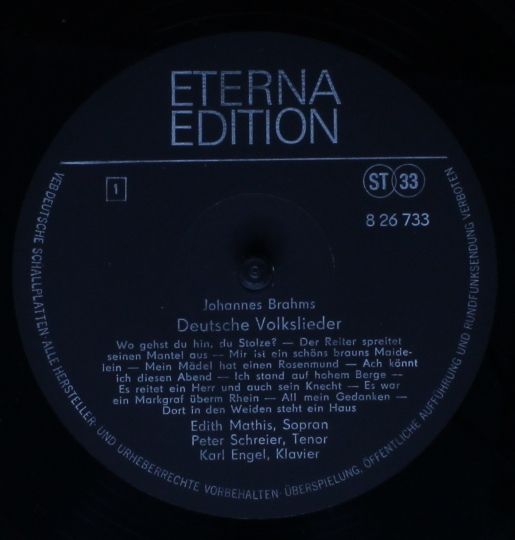 ETERNA
EDITION
1
ST 33
8 26 733
Johannes Brahms
Deutsche Volkslieder
Wo gehst du hin, du Stolze? — Der Reiter spreitet
seinen Mantel aus — Mir ist ein schöns brauns Maide-
lein — Mein Mädel hat einen Rosenmund — Ach könnt
ich diesen Abend — Ich stand auf hohem Berge —
Es reitet ein Herr und auch sein Knecht — Es war
ein Markgraf überm Rhein — All mein Gedanken —
Dort in den Weiden steht ein Haus
Edith Mathis, Sopran
Peter Schreier, Tenor
Karl Engel, Klavier
VEB DEUTSCHE SCHALLPLATTEN · ALLE HERSTELLER- UND URHEBERRECHTE VORBEHALTEN · ÜBERSPIELUNG, ÖFFENTLICHE AUFFÜHRUNG UND RUNDFUNKSENDUNG VERBOTEN